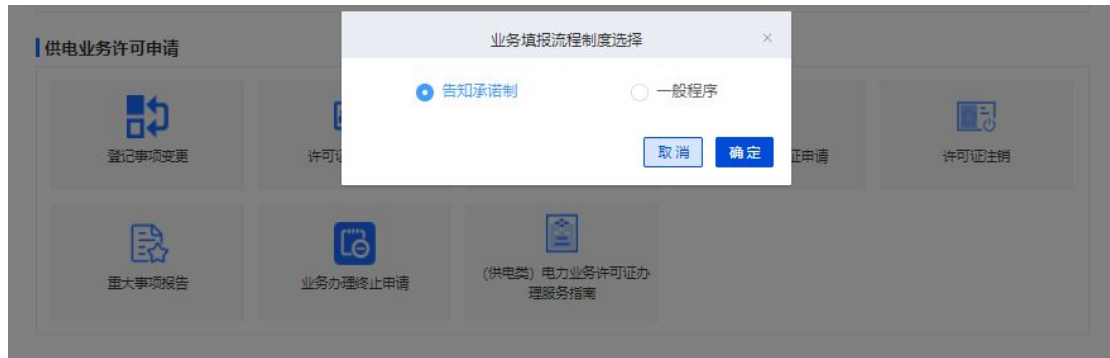 业务填报流程制度选择
×
供电业务许可申请
告知承诺制
一般程序
取消
确定
登记事项变更
许可证
证申请
许可证注销
重大事项报告
业务办理终止申请
(供电类) 电力业务许可证办
理服务指南